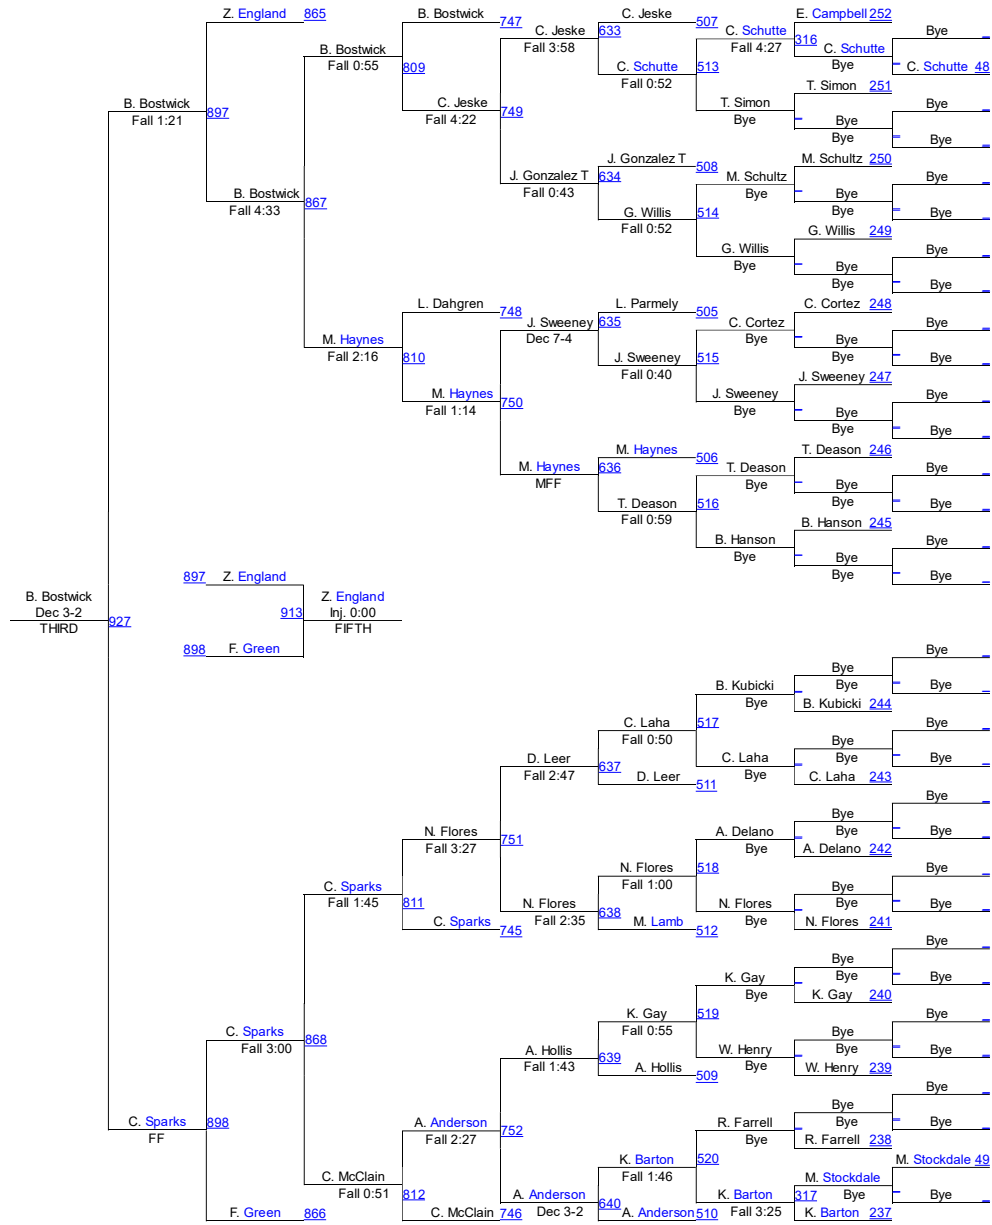 Z. England 865
B. Bostwick
747
C. Jeske
507
E. Campbell 252
C. Jeske 633
Fall 3:58
C. Schutte
Fall 4:27
316
Bye
B. Bostwick
Fall 0:55
809
C. Schutte
Fall 0:52
513
C. Schutte
Bye
C. Schutte 48
B. Bostwick
Fall 1:21
897
C. Jeske
Fall 4:22
749
T. Simon
Bye
T. Simon 251
Bye
Bye
Bye
Bye
J. Gonzalez T
Fall 0:43
634
J. Gonzalez T
508
M. Schultz
Bye
M. Schultz 250
Bye
Bye
Bye
Bye
B. Bostwick
Fall 4:33
867
G. Willis
Fall 0:52
514
G. Willis
Bye
G. Willis 249
Bye
Bye
Bye
Bye
L. Dahgren
748
J. Sweeney 635
Dec 7-4
L. Parmely
505
C. Cortez
Bye
C. Cortez 248
Bye
Bye
Bye
Bye
M. Haynes
Fall 2:16
810
J. Sweeney
Fall 0:40
515
J. Sweeney
Bye
J. Sweeney 247
Bye
Bye
Bye
Bye
M. Haynes
Fall 1:14
750
M. Haynes
MFF
636
M. Haynes
506
T. Deason
Bye
T. Deason 246
Bye
Bye
Bye
Bye
T. Deason
Fall 0:59
516
B. Hanson
Bye
B. Hanson 245
Bye
Bye
Bye
Bye
B. Bostwick
Dec 3-2
THIRD
927
897 Z. England
913
Z. England
Inj. 0:00
FIFTH
898 F. Green
B. Kubicki
Bye
Bye
Bye
B. Kubicki 244
Bye
Bye
C. Laha
Fall 0:50
517
D. Leer
Fall 2:47
637
D. Leer
511
C. Laha
Bye
Bye
Bye
C. Laha 243
Bye
Bye
N. Flores
Fall 3:27
751
A. Delano
Bye
Bye
Bye
A. Delano 242
Bye
Bye
N. Flores
Fall 1:00
518
C. Sparks
Fall 1:45
811
C. Sparks
745
N. Flores
Fall 2:35
638
M. Lamb
512
N. Flores
Bye
Bye
Bye
N. Flores 241
Bye
Bye
C. Sparks
Fall 3:00
868
K. Gay
Bye
Bye
Bye
K. Gay 240
Bye
Bye
K. Gay
Fall 0:55
519
A. Hollis
Fall 1:43
639
A. Hollis
509
W. Henry
Bye
Bye
Bye
W. Henry 239
Bye
Bye
C. Sparks
FF
898
A. Anderson
Fall 2:27
752
R. Farrell
Bye
Bye
Bye
R. Farrell 238
Bye
Bye
K. Barton
Fall 1:46
520
C. McClain
Fall 0:51
812
M. Stockdale 49
M. Stockdale
Bye
Bye
F. Green 866
C. McClain 746
A. Anderson
Dec 3-2
640
A. Anderson 510
K. Barton
Fall 3:25
317
K. Barton 237